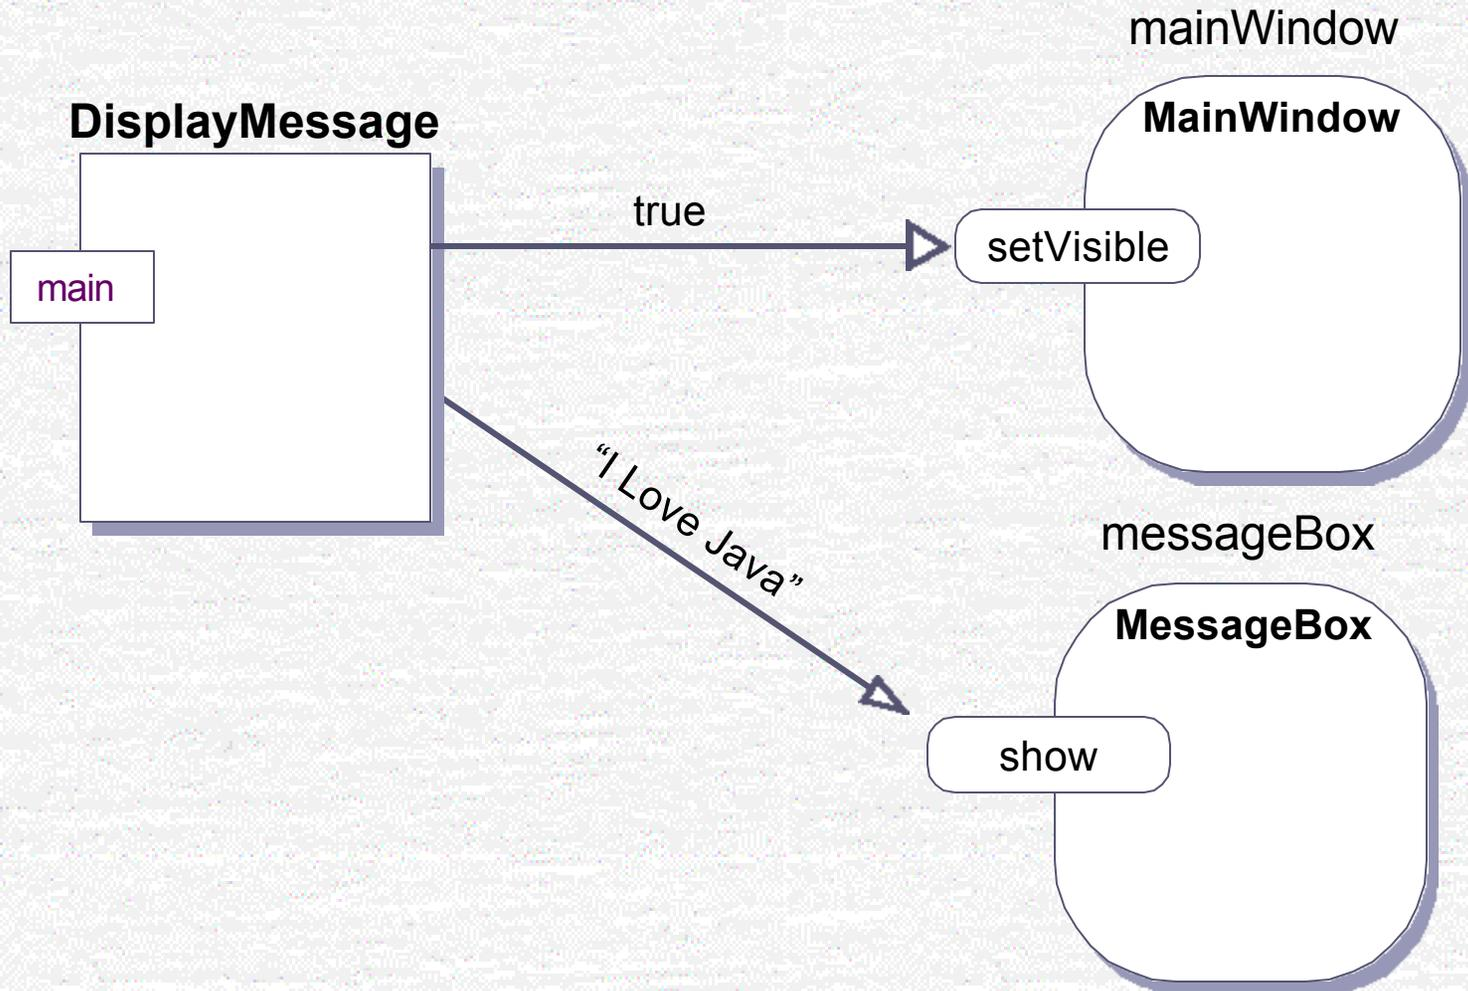 mainWindow
MainWindow
DisplayMessage
true
setVisible
main
“I Love Java”
messageBox
MessageBox
show